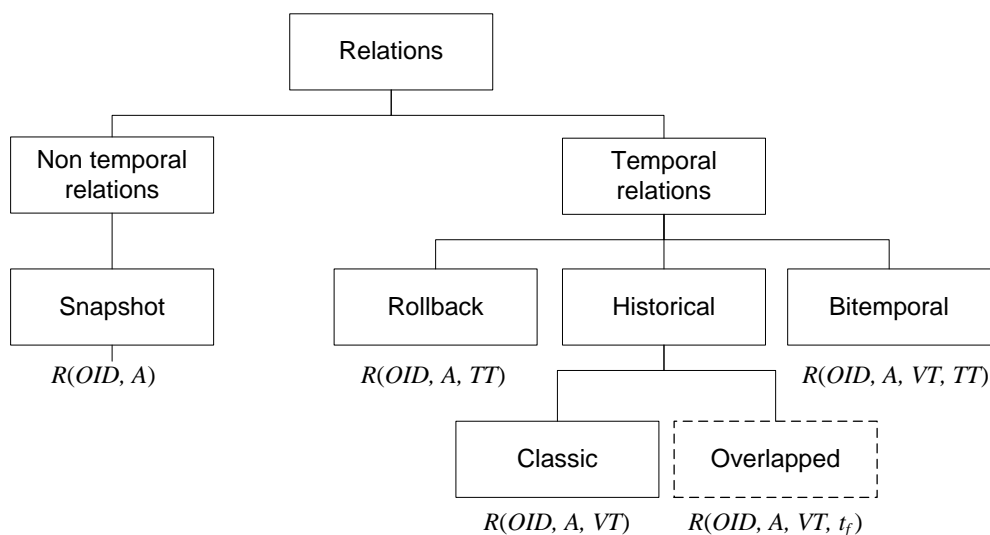 Relations
Non temporal
relations
Temporal
relations
Snapshot
Rollback
Historical
Bitemporal
R(OID, A)
R(OID, A, TT)
R(OID, A, VT, TT)
Classic
Overlapped
R(OID, A, VT)
R(OID, A, VT, t_f)